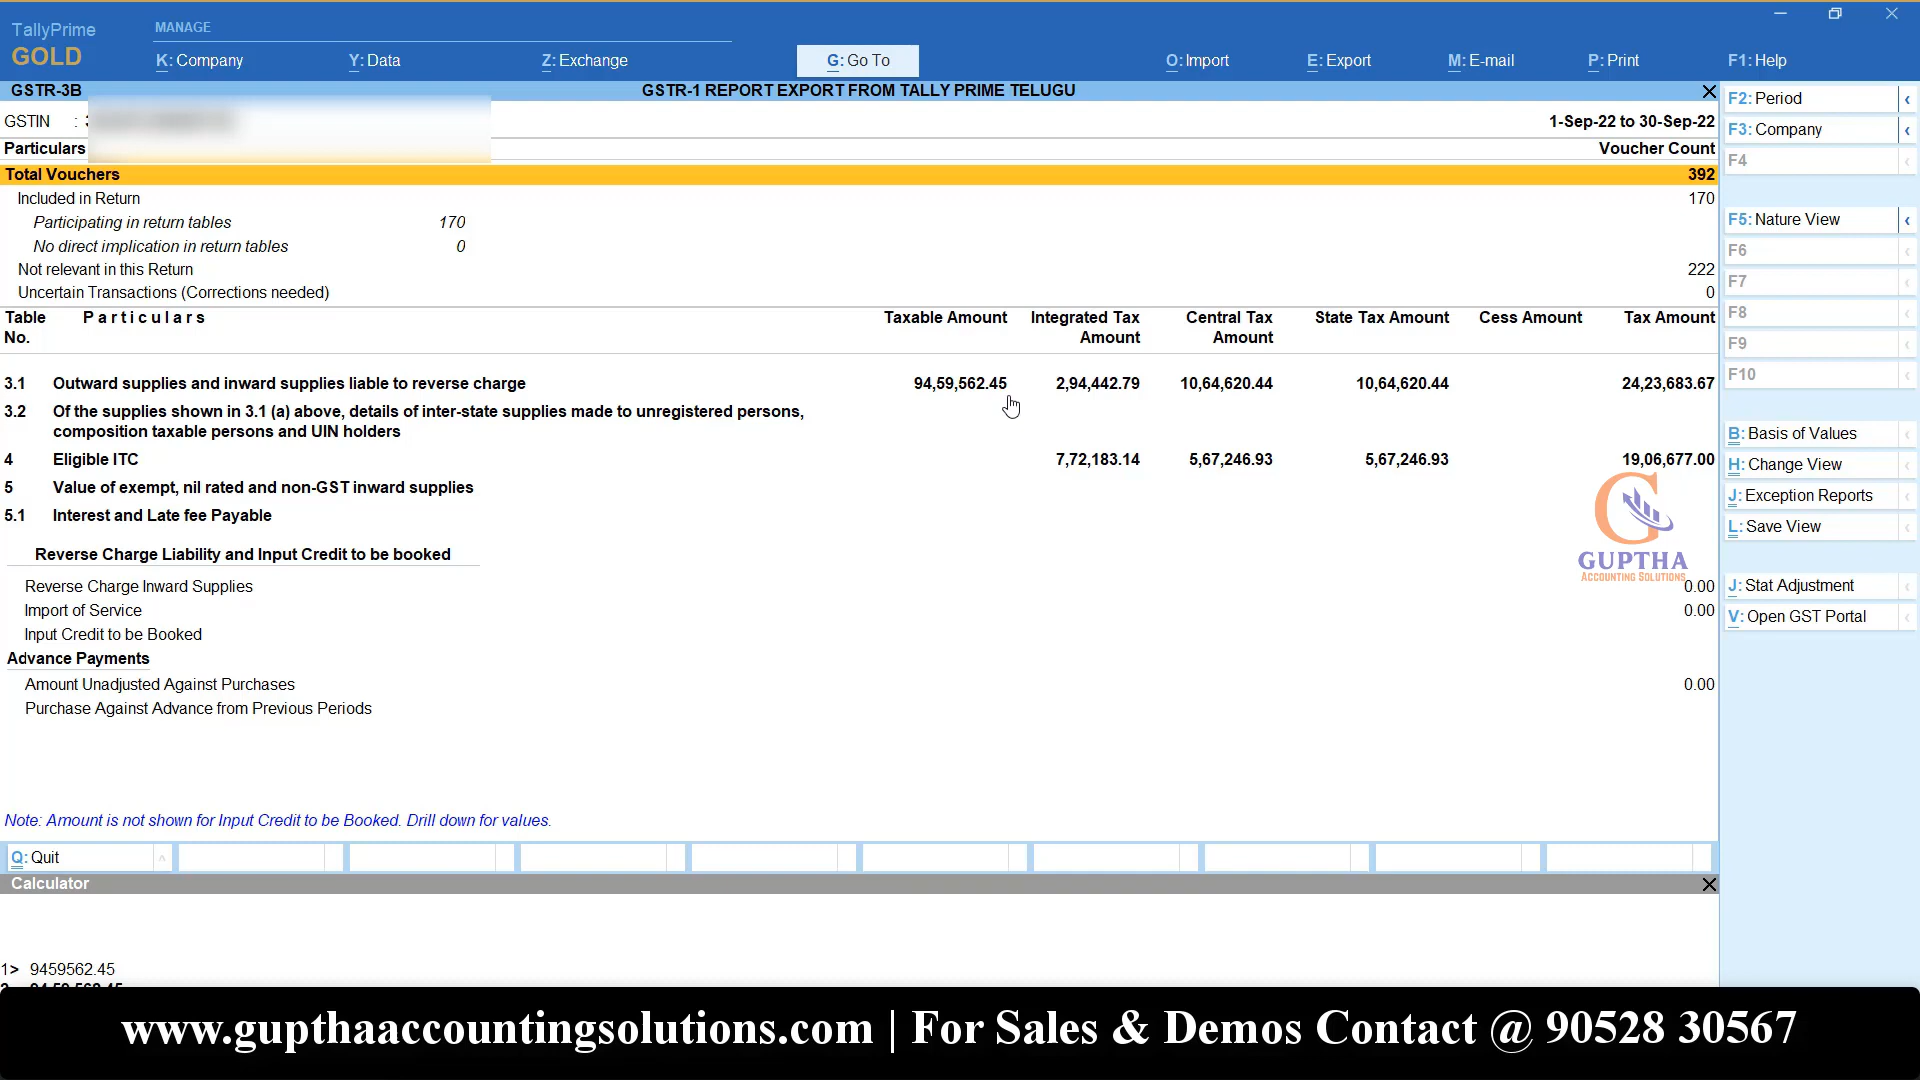 TallyPrime
GOLD
MANAGE
K: Company Y: Data Z: Exchange G: Go To O: Import E: Export M: E-mail P: Print F1: Help
GSTR-3B GSTR-1 REPORT EXPORT FROM TALLY PRIME TELUGU
GSTIN :
1-Sep-22 to 30-Sep-22
Particulars Voucher Count
Total Vouchers 392
Included in Return 170
Participating in return tables 170
No direct implication in return tables 0
Not relevant in this Return 222
Uncertain Transactions (Corrections needed) 0
Table Particulars Taxable Amount Integrated Tax Central Tax State Tax Amount Cess Amount Tax Amount
No. Amount Amount
3.1 Outward supplies and inward supplies liable to reverse charge 94,59,562.45 2,94,442.79 10,64,620.44 10,64,620.44 24,23,683.67
3.2 Of the supplies shown in 3.1 (a) above, details of inter-state supplies made to unregistered persons,
composition taxable persons and UIN holders
4 Eligible ITC 7,72,183.14 5,67,246.93 5,67,246.93 19,06,677.00
5 Value of exempt, nil rated and non-GST inward supplies
5.1 Interest and Late fee Payable
Reverse Charge Liability and Input Credit to be booked
Reverse Charge Inward Supplies 0.00
Import of Service 0.00
Input Credit to be Booked
Advance Payments
Amount Unadjusted Against Purchases 0.00
Purchase Against Advance from Previous Periods
GUPTHA
ACCOUNTING SOLUTIONS
Note: Amount is not shown for Input Credit to be Booked. Drill down for values.
Q: Quit
Calculator
1> 9459562.45
F2: Period
F3: Company
F4
F5: Nature View
F6
F7
F8
F9
F10
B: Basis of Values
H: Change View
J: Exception Reports
L: Save View
J: Stat Adjustment
V: Open GST Portal
www.gupthaaccountingsolutions.com | For Sales & Demos Contact @ 90528 30567